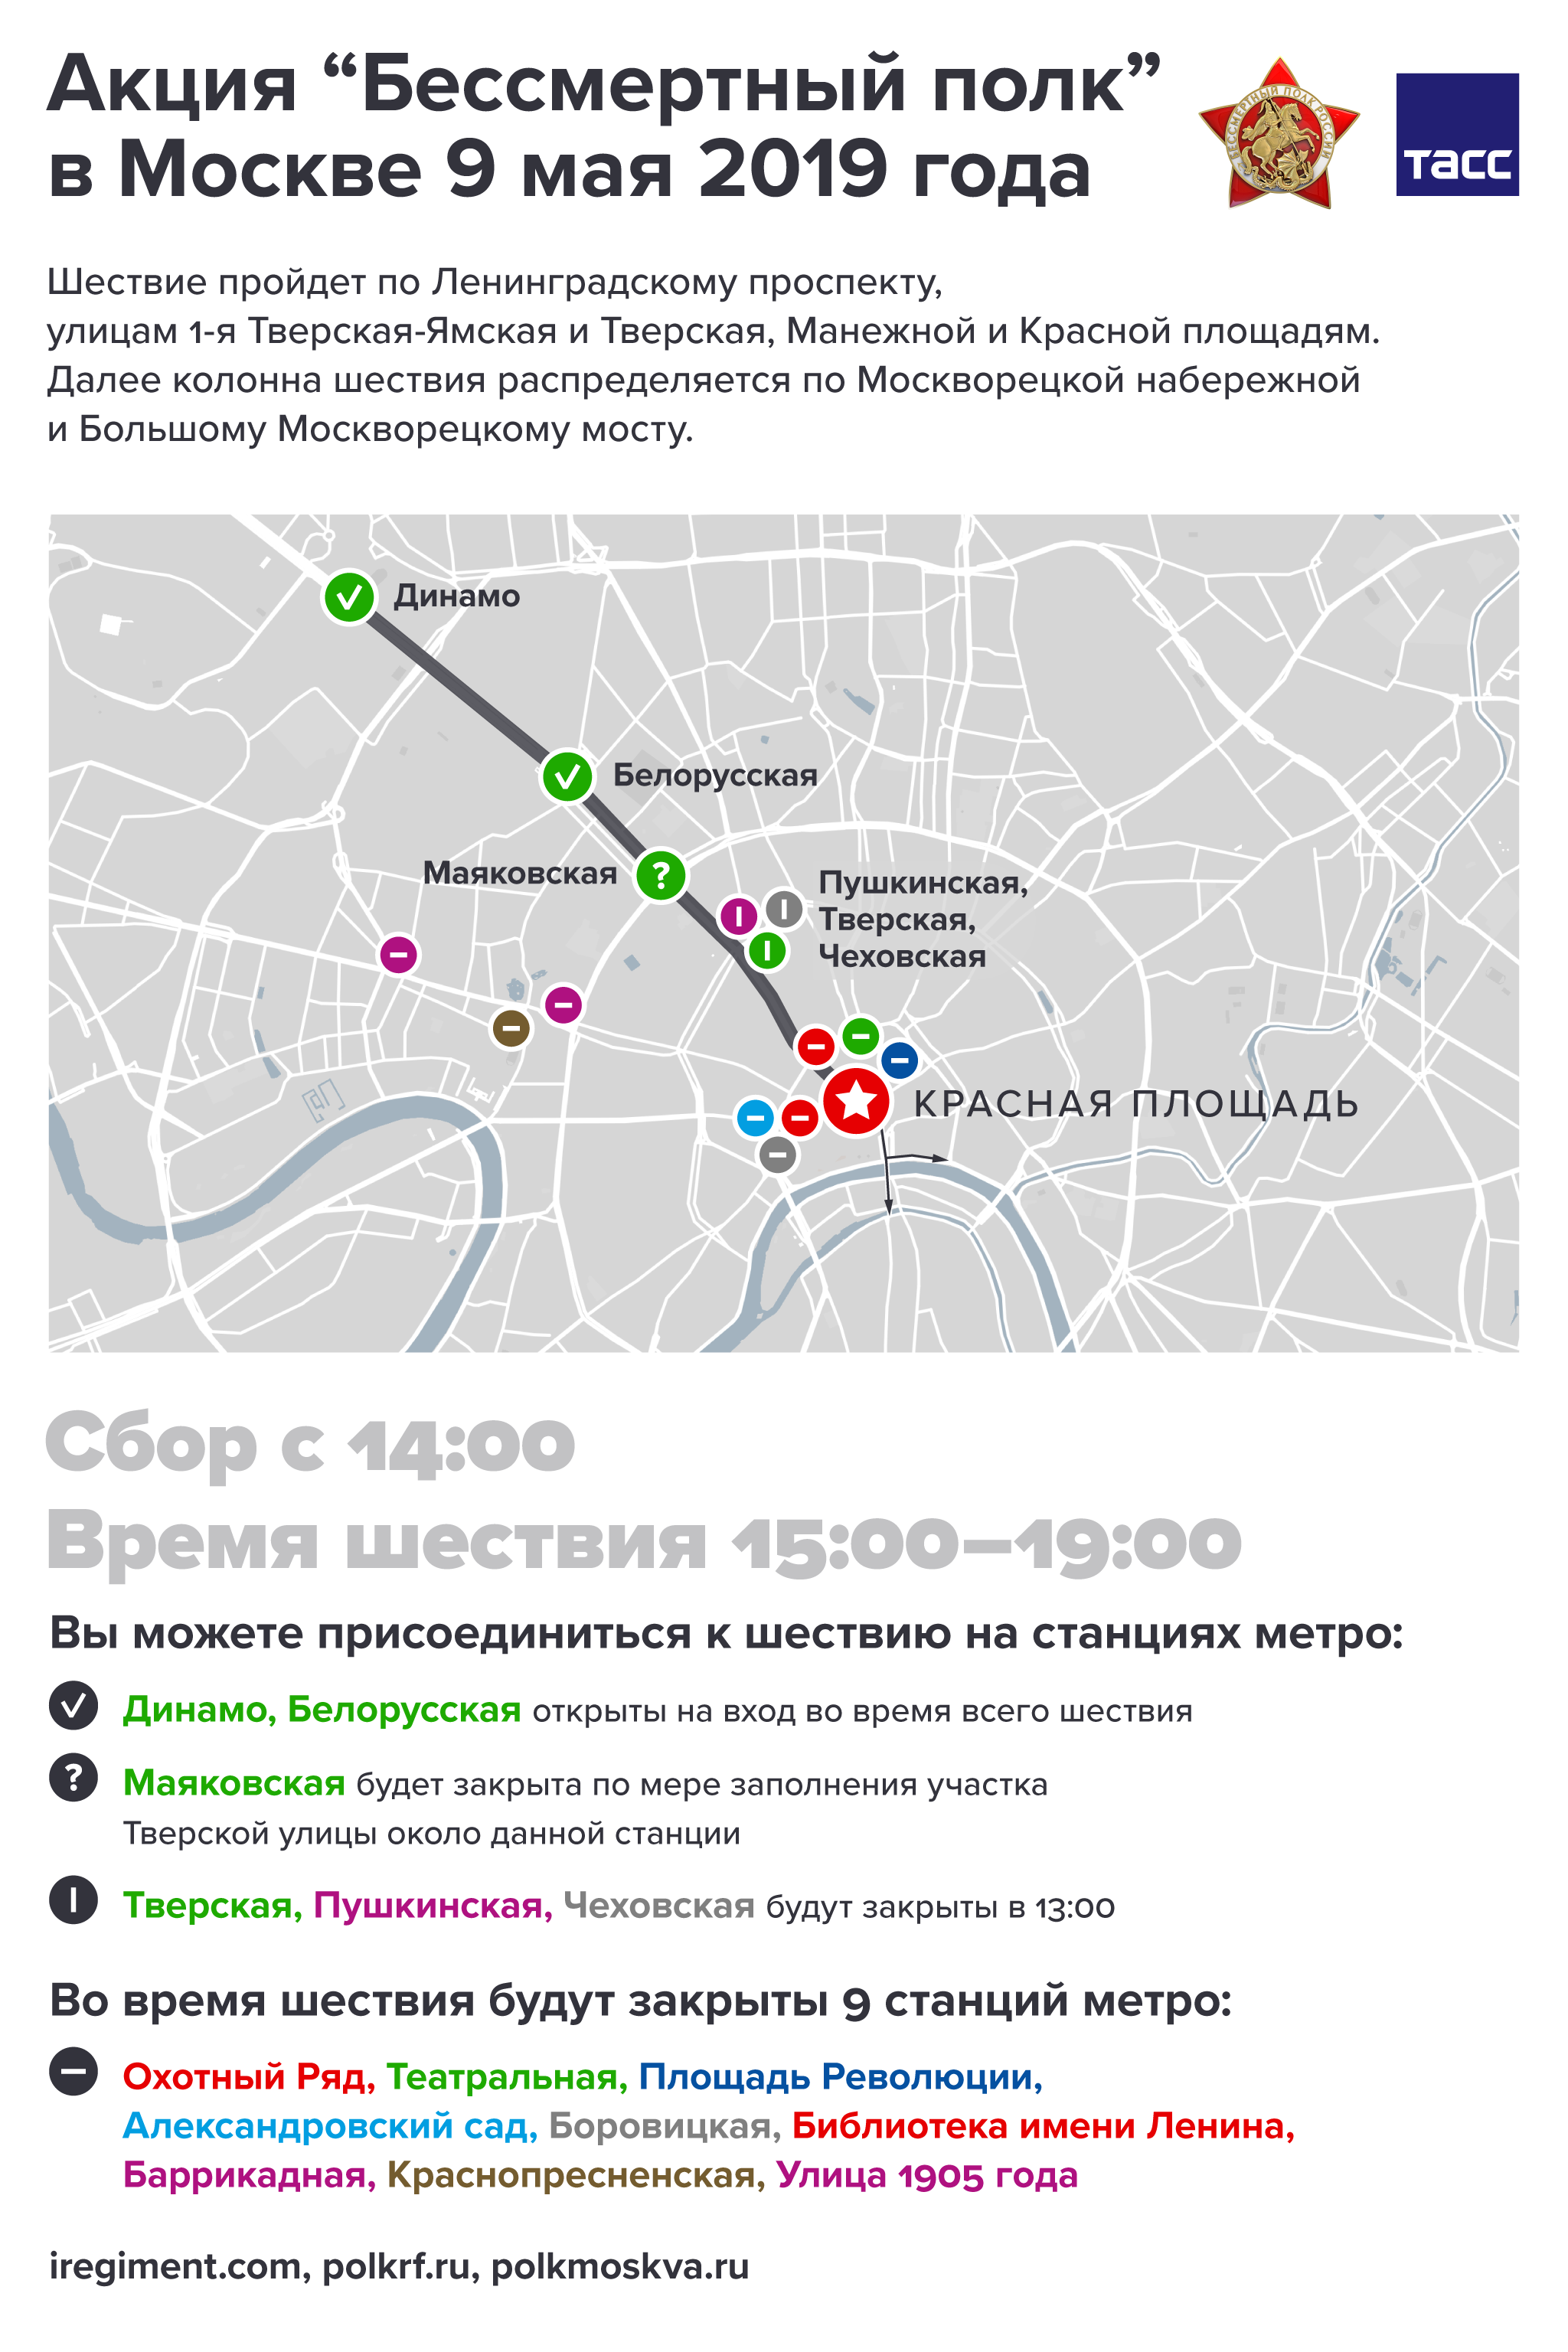 Акция “Бессмертный полк”
в Москве 9 мая 2019 года
БЕССМЕРТНЫЙ ПОЛК РОССИИ
ТАСС
Шествие пройдет по Ленинградскому проспекту,
улицам 1-я Тверская-Ямская и Тверская, Манежной и Красной площадям.
Далее колонна шествия распределяется по Москворецкой набережной
и Большому Москворецкому мосту.
Динамо
Белорусская
Маяковская
?
Пушкинская,
Тверская,
Чеховская
КРАСНАЯ ПЛОЩАДЬ
Сбор с 14:00
Время шествия 15:00–19:00
Вы можете присоединиться к шествию на станциях метро:
Динамо, Белорусская открыты на вход во время всего шествия
? Маяковская будет закрыта по мере заполнения участка
Тверской улицы около данной станции
Тверская, Пушкинская, Чеховская будут закрыты в 13:00
Во время шествия будут закрыты 9 станций метро:
Охотный Ряд, Театральная, Площадь Революции,
Александровский сад, Боровицкая, Библиотека имени Ленина,
Баррикадная, Краснопресненская, Улица 1905 года
iregiment.com, polkrf.ru, polkmoskva.ru